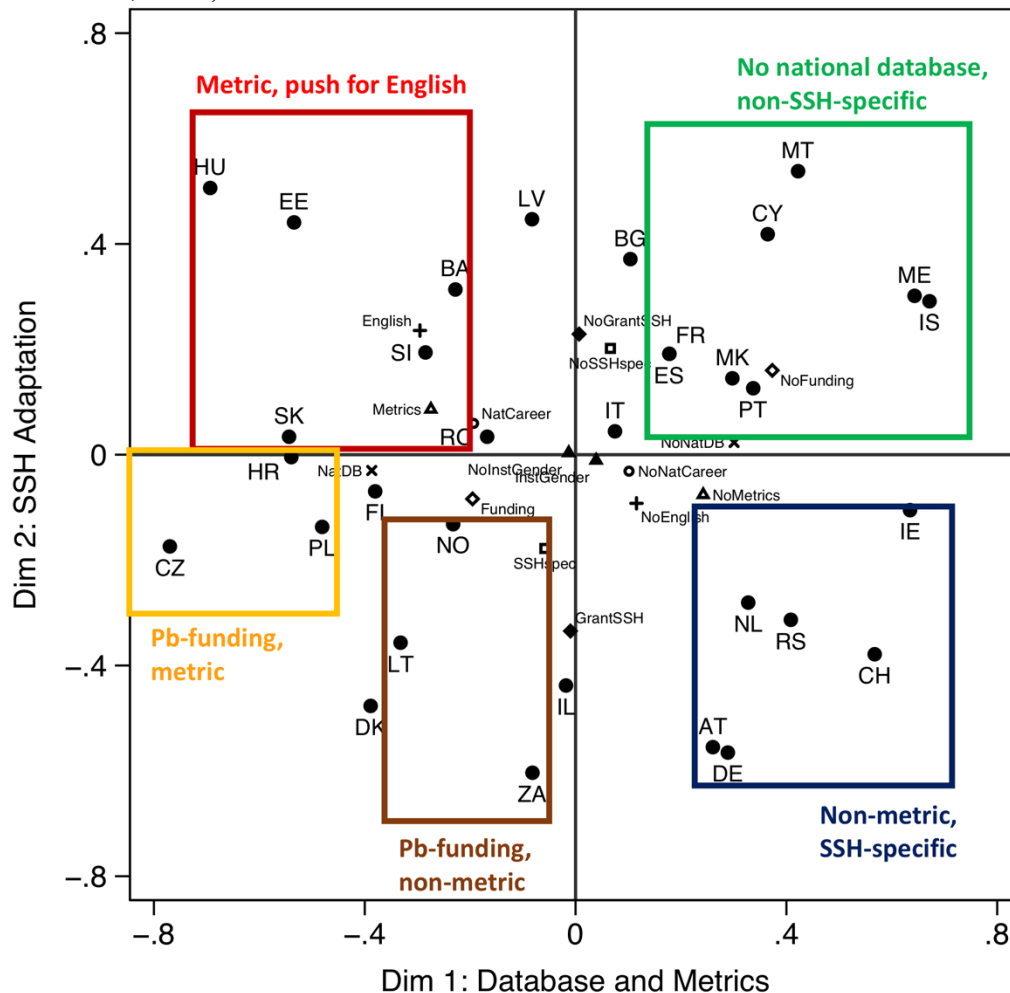 .8
Metric, push for English
No national database,
non-SSH-specific
MT
HU
EE
LV
CY
BG
.4
BA
ME
IS
English
NoGrantSSH
SI
NoSSHspec
FR
ES
MK
NoFunding
PT
Metrics
NatCareer
SK
RO
IT
NoNatDB
0
HR
NatDB
NoInstGender
InstGender
NoNatCareer
FI
Funding
NoMetrics
NoEnglish
PL
NO
IE
CZ
SSHspec
NL
RS
Pb-funding,
metric
GrantSSH
LT
CH
–.4
DK
IL
AT
DE
ZA
Pb-funding,
non-metric
Non-metric,
SSH-specific
–.8
–.8
–.4
0
.4
.8
Dim 2: SSH Adaptation
Dim 1: Database and Metrics